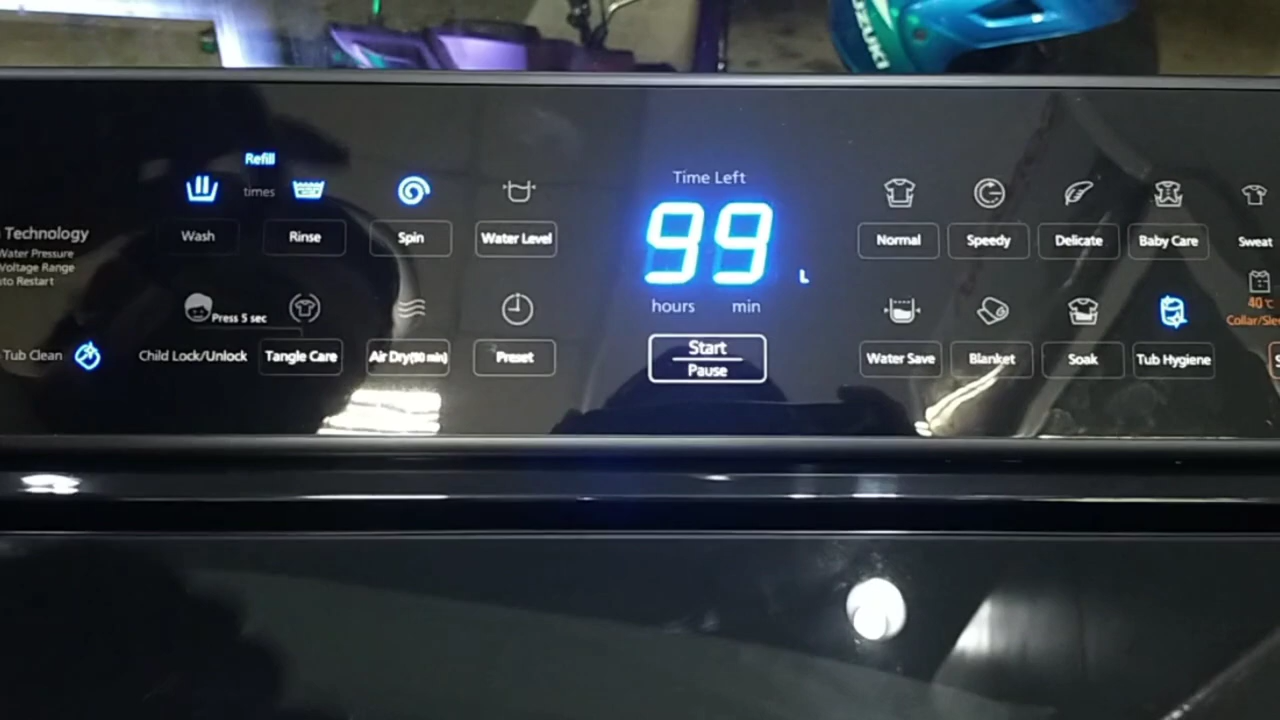 SUZUKI
Technology
Water Pressure
Voltage Range
to Restart
Tub Clean
Refill
times
Wash
Rinse
Spin
Water Level
Press 5 sec
Child Lock/Unlock
Tangle Care
Air Dry(90 min)
Preset
Time Left
99
L
hours min
Start
Pause
Normal
Speedy
Delicate
Baby Care
Sweat
40℃
Collar/Sle
Water Save
Blanket
Soak
Tub Hygiene
S